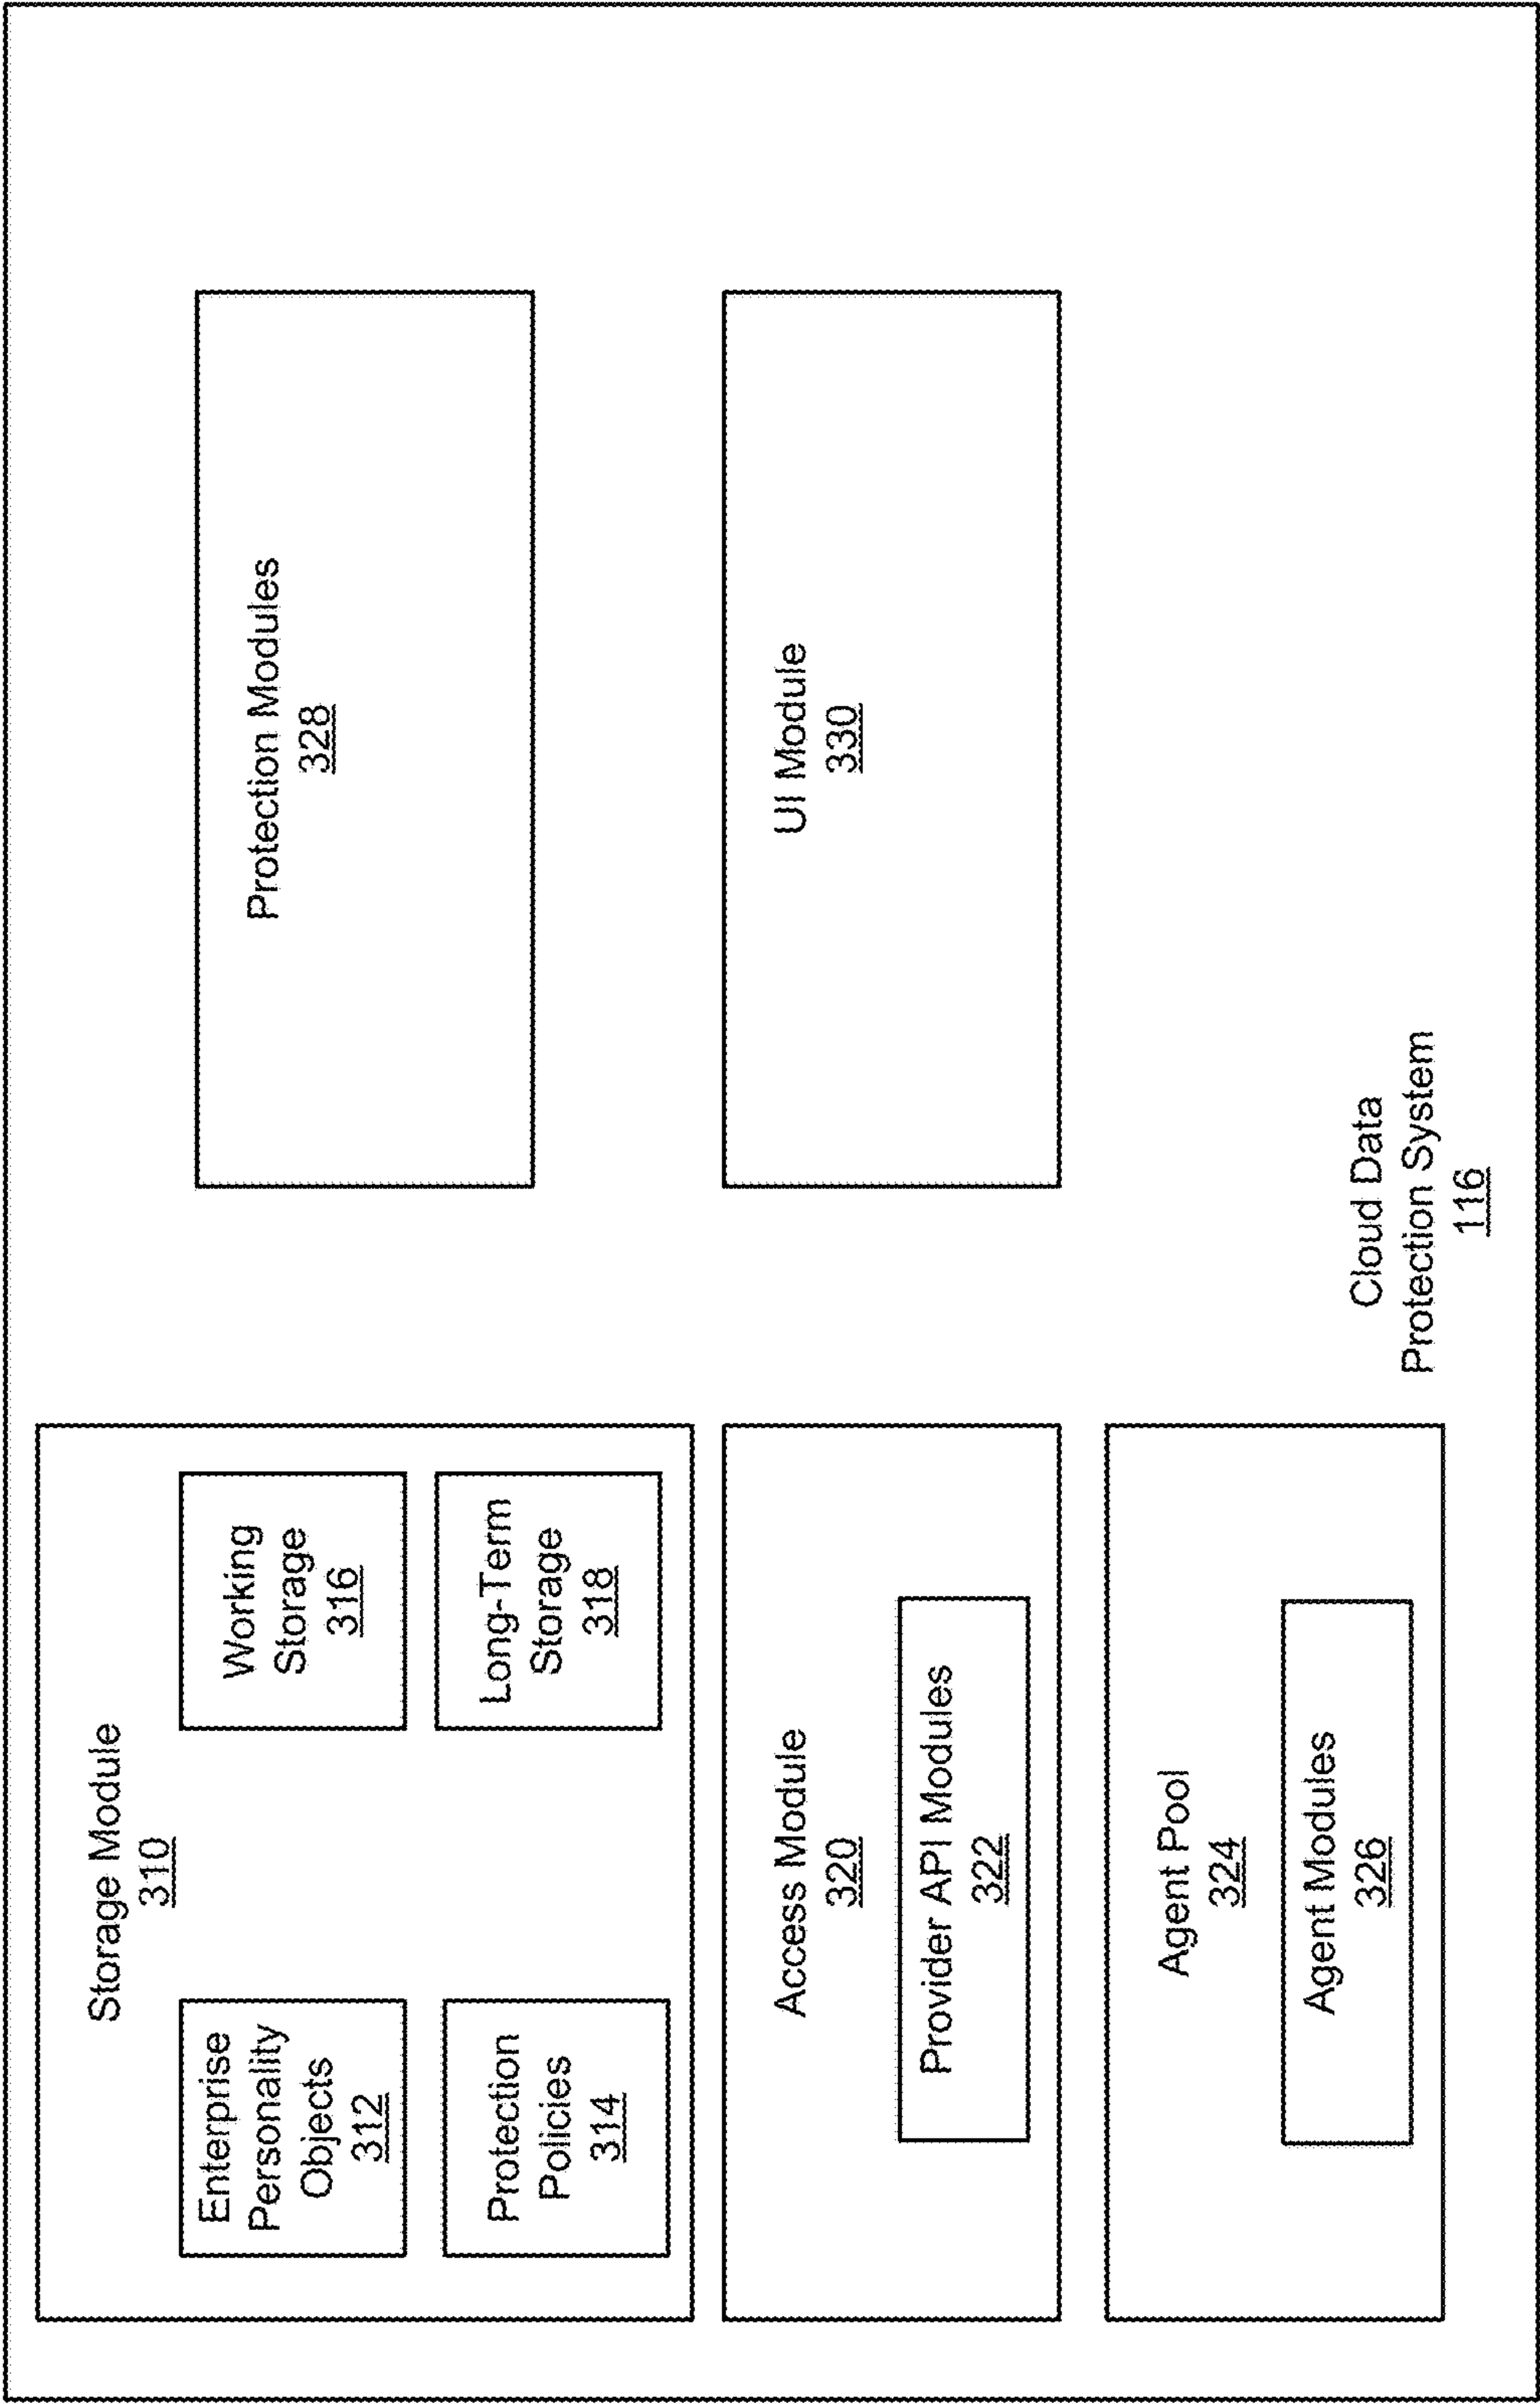 Storage Module
310
Enterprise
Personality
Objects
312
Working
Storage
316
Protection
Policies
314
Long-Term
Storage
318
Access Module
320
Provider API Modules
322
Agent Pool
324
Agent Modules
326
Protection Modules
328
UI Module
330
Cloud Data
Protection System
116